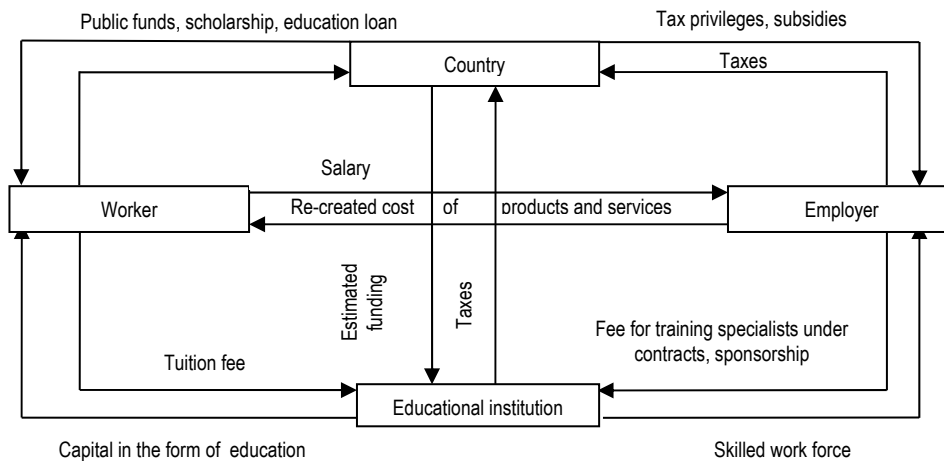 Public funds, scholarship, education loan
Tax privileges, subsidies
Country
Taxes
Salary
Worker
Re-created cost of products and services
Employer
Estimated
funding
Taxes
Fee for training specialists under
contracts, sponsorship
Tuition fee
Educational institution
Capital in the form of education
Skilled work force